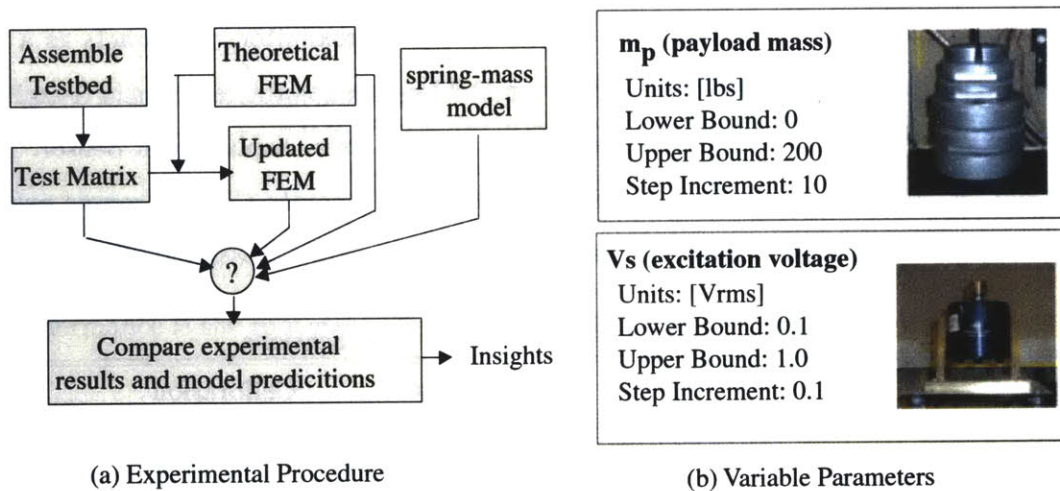 Assemble
Testbed
Theoretical
FEM
spring-mass
model
Test Matrix
Updated
FEM
?
Compare experimental
results and model predicitions
Insights
(a) Experimental Procedure
mp (payload mass)
Units: [lbs]
Lower Bound: 0
Upper Bound: 200
Step Increment: 10
Vs (excitation voltage)
Units: [Vrms]
Lower Bound: 0.1
Upper Bound: 1.0
Step Increment: 0.1
(b) Variable Parameters